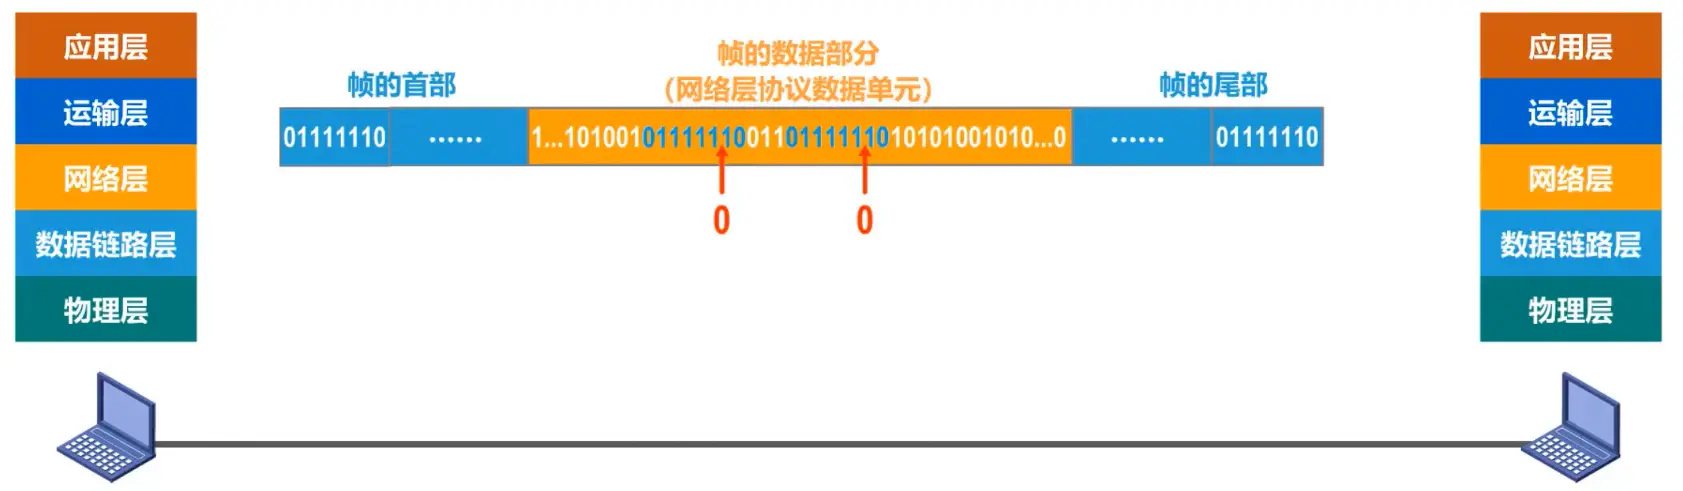 应用层
运输层
网络层
数据链路层
物理层
帧的首部
帧的数据部分
（网络层协议数据单元）
帧的尾部
01111110 …… 1...101001011111100110111111010101001010...0 …… 01111110
0 0
应用层
运输层
网络层
数据链路层
物理层